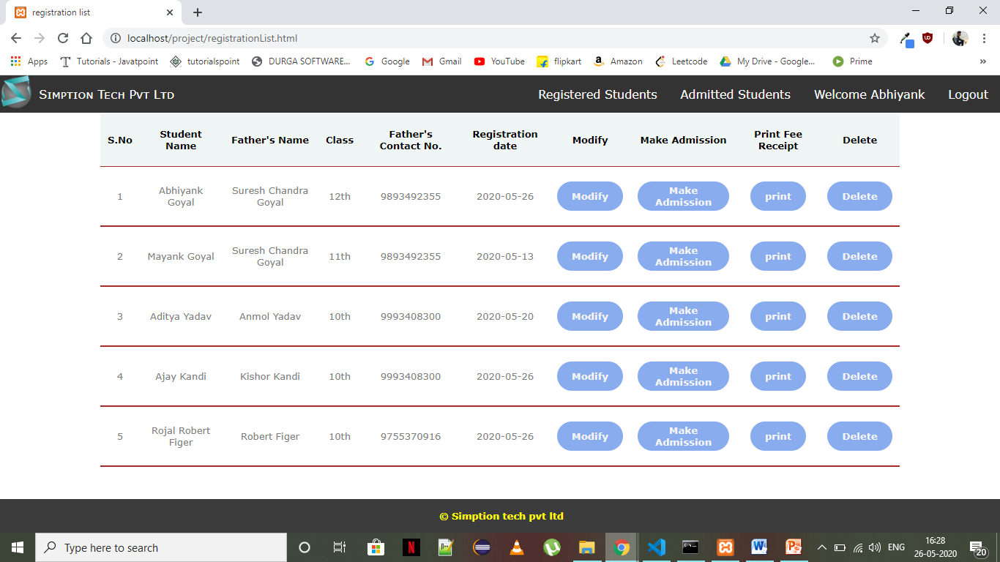 registration list
localhost/project/registrationList.html
Apps Tutorials - Javatpoint tutorialspoint DURGA SOFTWARE... Google Gmail YouTube flipkart Amazon Leetcode My Drive - Google... Prime »
Simption Tech Pvt Ltd Registered Students Admitted Students Welcome Abhiyank Logout
S.No Student Name Father's Name Class Father's Contact No. Registration date Modify Make Admission Print Fee Receipt Delete
1 Abhiyank Goyal Suresh Chandra Goyal 12th 9893492355 2020-05-26 Modify Make Admission print Delete
2 Mayank Goyal Suresh Chandra Goyal 11th 9893492355 2020-05-13 Modify Make Admission print Delete
3 Aditya Yadav Anmol Yadav 10th 9993408300 2020-05-20 Modify Make Admission print Delete
4 Ajay Kandi Kishor Kandi 10th 9993408300 2020-05-26 Modify Make Admission print Delete
5 Rojal Robert Figer Robert Figer 10th 9755370916 2020-05-26 Modify Make Admission print Delete
© Simption tech pvt ltd
Type here to search ENG 16:28
26-05-2020 20